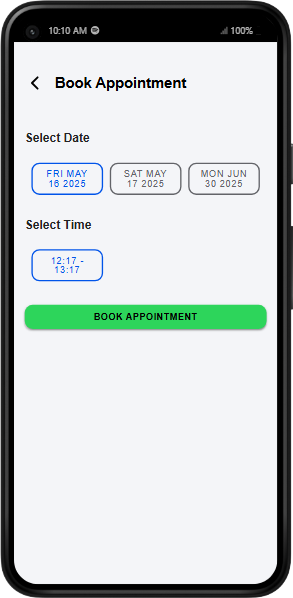 10:10 AM
100%
Book Appointment
Select Date
FRI MAY
16 2025
SAT MAY
17 2025
MON JUN
30 2025
Select Time
12:17 -
13:17
BOOK APPOINTMENT